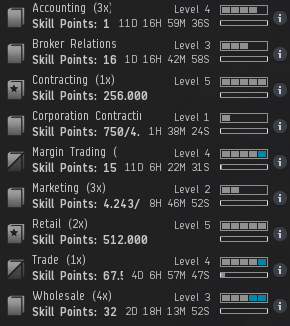 Accounting (3x) Level 4
Skill Points: 1 11D 16H 59M 36S
Broker Relations Level 3
Skill Points: 16 1D 16H 42M 58S
Contracting (1x) Level 5
Skill Points: 256.000
Corporation Contracti Level 1
Skill Points: 750/4. 1H 38M 24S
Margin Trading ( Level 4
Skill Points: 15 11D 6H 22M 31S
Marketing (3x) Level 2
Skill Points: 4.243/ 8H 46M 52S
Retail (2x) Level 5
Skill Points: 512.000
Trade (1x) Level 4
Skill Points: 67.5 4D 6H 57M 47S
Wholesale (4x) Level 3
Skill Points: 32 2D 18H 13M 52S